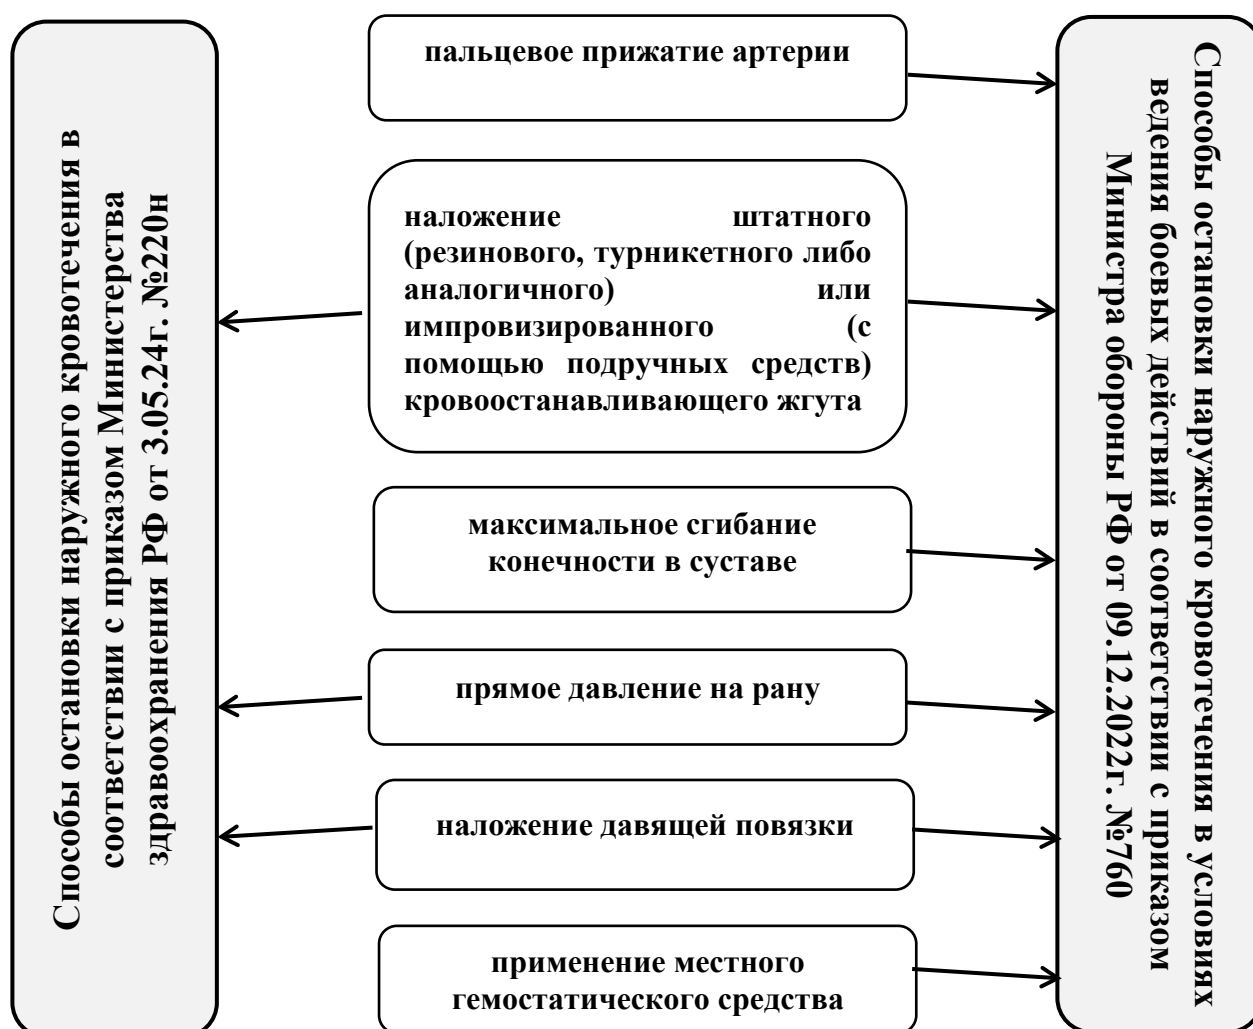 Способы остановки наружного кровотечения в
соответствии с приказом Министерства
здравоохранения РФ от 3.05.24г. №220н
пальцевое прижатие артерии
наложение штатного
(резинового, турникетного либо
аналогичного) или
импровизированного (с
помощью подручных средств)
кровоостанавливающего жгута
максимальное сгибание
конечности в суставе
прямое давление на рану
наложение давящей повязки
применение местного
гемостатического средства
Способы остановки наружного кровотечения в условиях
ведения боевых действий в соответствии с приказом
Министра обороны РФ от 09.12.2022г. №760